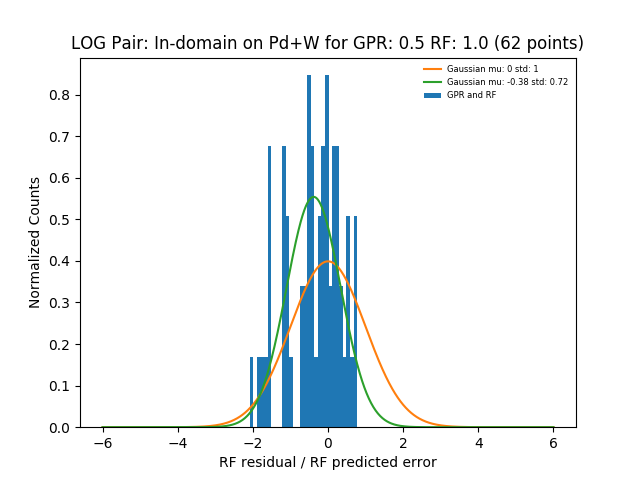 LOG Pair: In-domain on Pd+W for GPR: 0.5 RF: 1.0 (62 points)
Gaussian mu: 0 std: 1
Gaussian mu: -0.38 std: 0.72
GPR and RF
Normalized Counts
0.8
0.7
0.6
0.5
0.4
0.3
0.2
0.1
0.0
−6
−4
−2
0
2
4
6
RF residual / RF predicted error